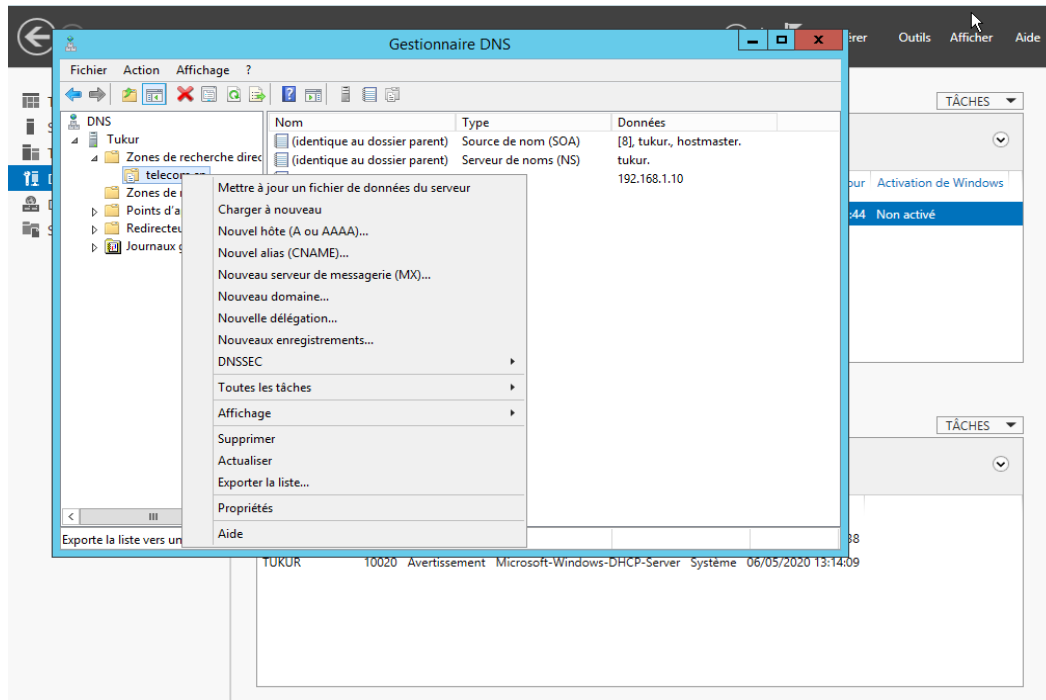 Gestionnaire DNS
Outils Afficher Aide
Fichier Action Affichage ?
TÂCHES
DNS
Tukur
Zones de recherche direc
Zones de
Points d'a
Redirecteu
Journaux
Nom Type Données
(identique au dossier parent) Source de nom (SOA) [8], tukur., hostmaster.
(identique au dossier parent) Serveur de noms (NS) tukur.
192.168.1.10
Activation de Windows
:44 Non activé
Mettre à jour un fichier de données du serveur
Charger à nouveau
Nouvel hôte (A ou AAAA)...
Nouvel alias (CNAME)...
Nouveau serveur de messagerie (MX)...
Nouveau domaine...
Nouvelle délégation...
Nouveaux enregistrements...
DNSSEC
Toutes les tâches
Affichage
Supprimer
Actualiser
Exporter la liste...
Propriétés
Aide
TÂCHES
Exporte la liste vers un
38
TUKUR 10020 Avertissement Microsoft-Windows-DHCP-Server Système 06/05/2020 13:14:09